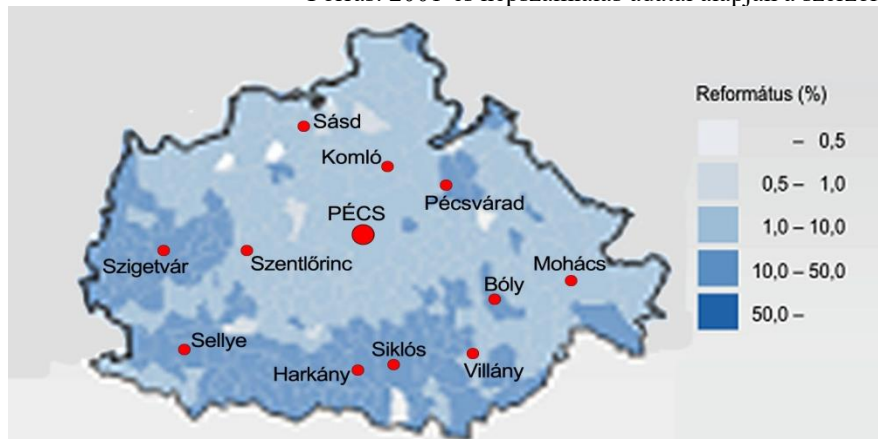 Sásd
Komló
Pécsvárad
PÉCS
Szigetvár
Szentlőrinc
Mohács
Bóly
Sellye
Siklós
Harkány
Villány
Református (%)
– 0,5
0,5 – 1,0
1,0 – 10,0
10,0 – 50,0
50,0 –